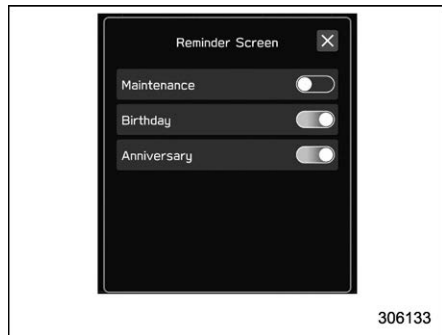 Reminder Screen
Maintenance
Birthday
Anniversary
306133